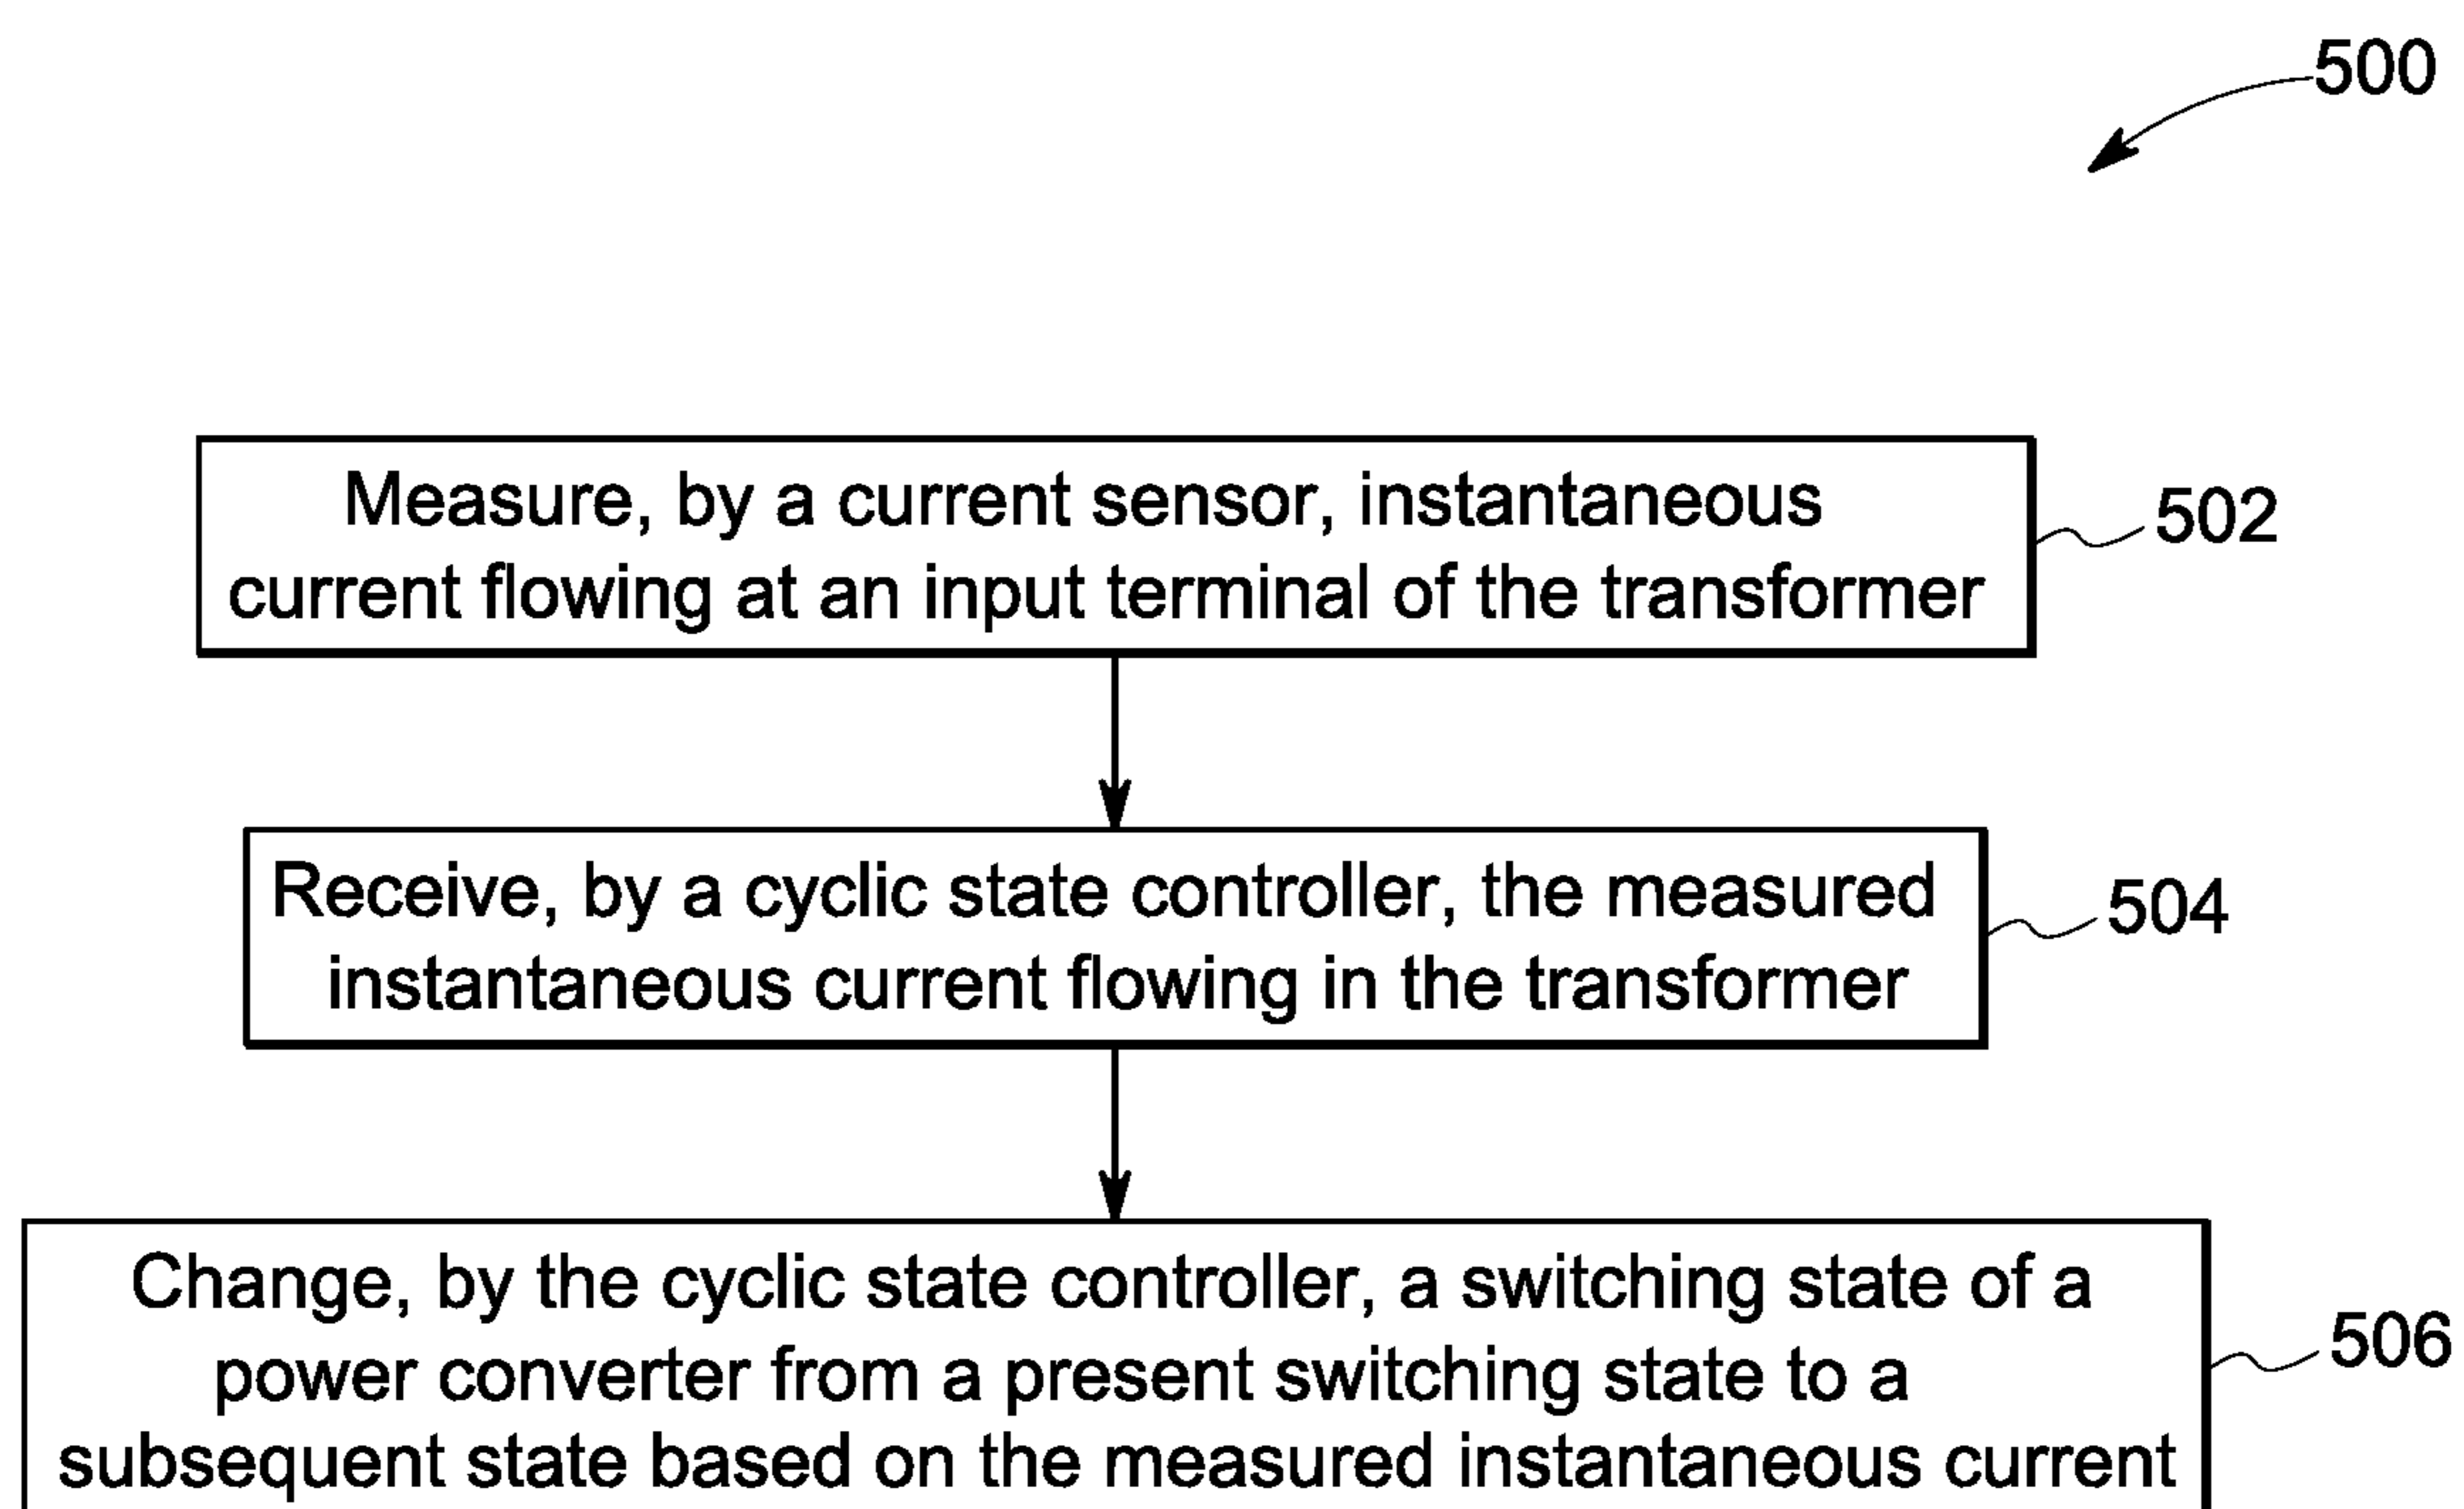 500
Measure, by a current sensor, instantaneous
current flowing at an input terminal of the transformer
502
Receive, by a cyclic state controller, the measured
instantaneous current flowing in the transformer
504
Change, by the cyclic state controller, a switching state of a
power converter from a present switching state to a
subsequent state based on the measured instantaneous current
506